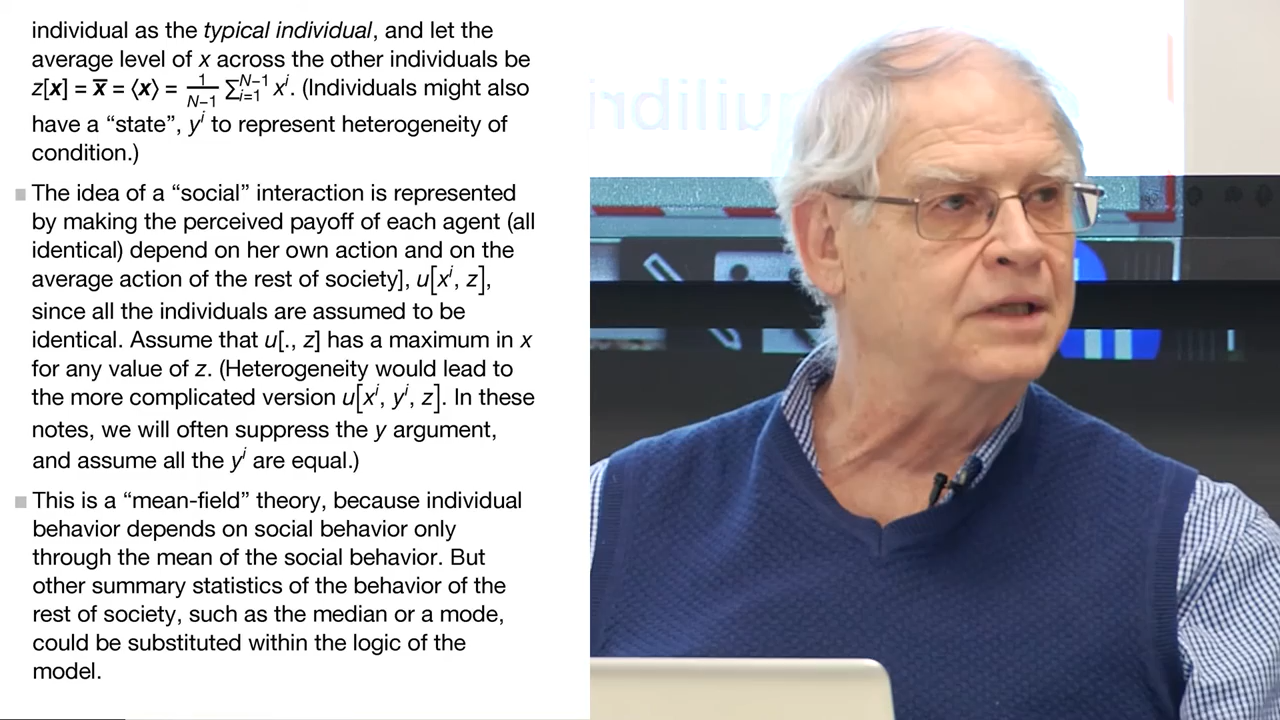 individual as the typical individual, and let the
average level of x across the other individuals be
z[x] = x̅ = ⟨x⟩ = 1/(N−1) ∑_{i=1}^{N−1} xⁱ. (Individuals might also
have a “state”, yⁱ to represent heterogeneity of
condition.)
■ The idea of a “social” interaction is represented
by making the perceived payoff of each agent (all
identical) depend on her own action and on the
average action of the rest of society], u[xⁱ, z],
since all the individuals are assumed to be
identical. Assume that u[., z] has a maximum in x
for any value of z. (Heterogeneity would lead to
the more complicated version u[xⁱ, yⁱ, z]. In these
notes, we will often suppress the y argument,
and assume all the yⁱ are equal.)
■ This is a “mean-field” theory, because individual
behavior depends on social behavior only
through the mean of the social behavior. But
other summary statistics of the behavior of the
rest of society, such as the median or a mode,
could be substituted within the logic of the
model.